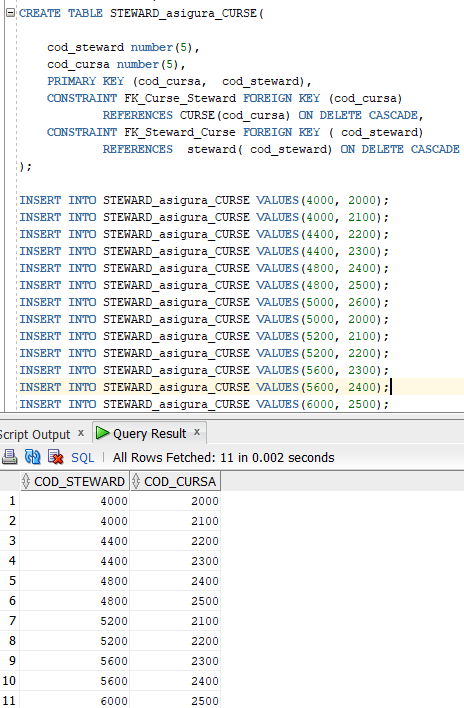 CREATE TABLE STEWARD_asigura_CURSE(
cod_steward number(5),
cod_cursa number(5),
PRIMARY KEY (cod_cursa,  cod_steward),
CONSTRAINT FK_Curse_Steward FOREIGN KEY (cod_cursa)
REFERENCES CURSE(cod_cursa) ON DELETE CASCADE,
CONSTRAINT FK_Steward_Curse FOREIGN KEY ( cod_steward)
REFERENCES  steward( cod_steward) ON DELETE CASCADE
);
INSERT INTO STEWARD_asigura_CURSE VALUES(4000, 2000);
INSERT INTO STEWARD_asigura_CURSE VALUES(4000, 2100);
INSERT INTO STEWARD_asigura_CURSE VALUES(4400, 2200);
INSERT INTO STEWARD_asigura_CURSE VALUES(4400, 2300);
INSERT INTO STEWARD_asigura_CURSE VALUES(4800, 2400);
INSERT INTO STEWARD_asigura_CURSE VALUES(4800, 2500);
INSERT INTO STEWARD_asigura_CURSE VALUES(5000, 2600);
INSERT INTO STEWARD_asigura_CURSE VALUES(5000, 2000);
INSERT INTO STEWARD_asigura_CURSE VALUES(5200, 2100);
INSERT INTO STEWARD_asigura_CURSE VALUES(5200, 2200);
INSERT INTO STEWARD_asigura_CURSE VALUES(5600, 2300);
INSERT INTO STEWARD_asigura_CURSE VALUES(5600, 2400);
INSERT INTO STEWARD_asigura_CURSE VALUES(6000, 2500);
Script Output x Query Result x
SQL | All Rows Fetched: 11 in 0.002 seconds
COD_STEWARD COD_CURSA
1 4000 2000
2 4000 2100
3 4400 2200
4 4400 2300
5 4800 2400
6 4800 2500
7 5200 2100
8 5200 2200
9 5600 2300
10 5600 2400
11 6000 2500